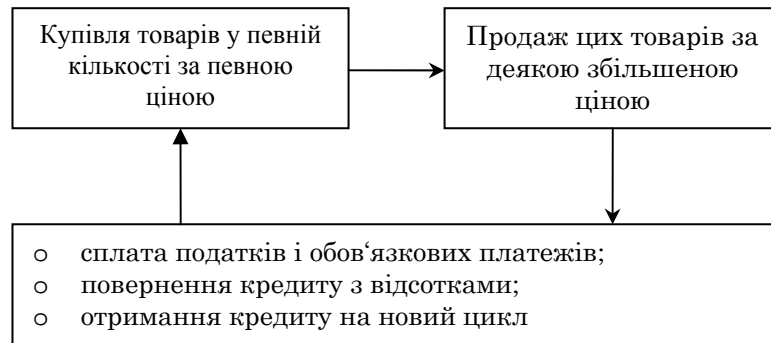 Купівля товарів у певній
кількості за певною
ціною
Продаж цих товарів за
деякою збільшеною
ціною
o сплата податків і обов‘язкових платежів;
o повернення кредиту з відсотками;
o отримання кредиту на новий цикл